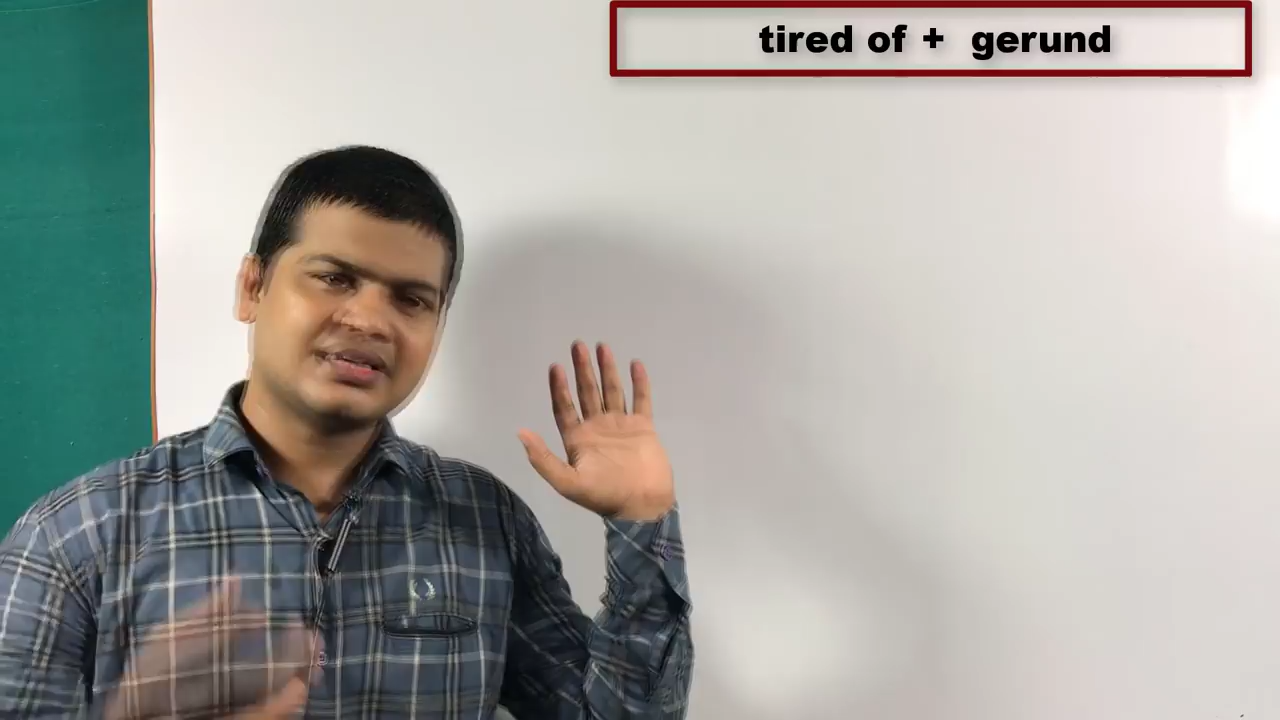 tired of + gerund